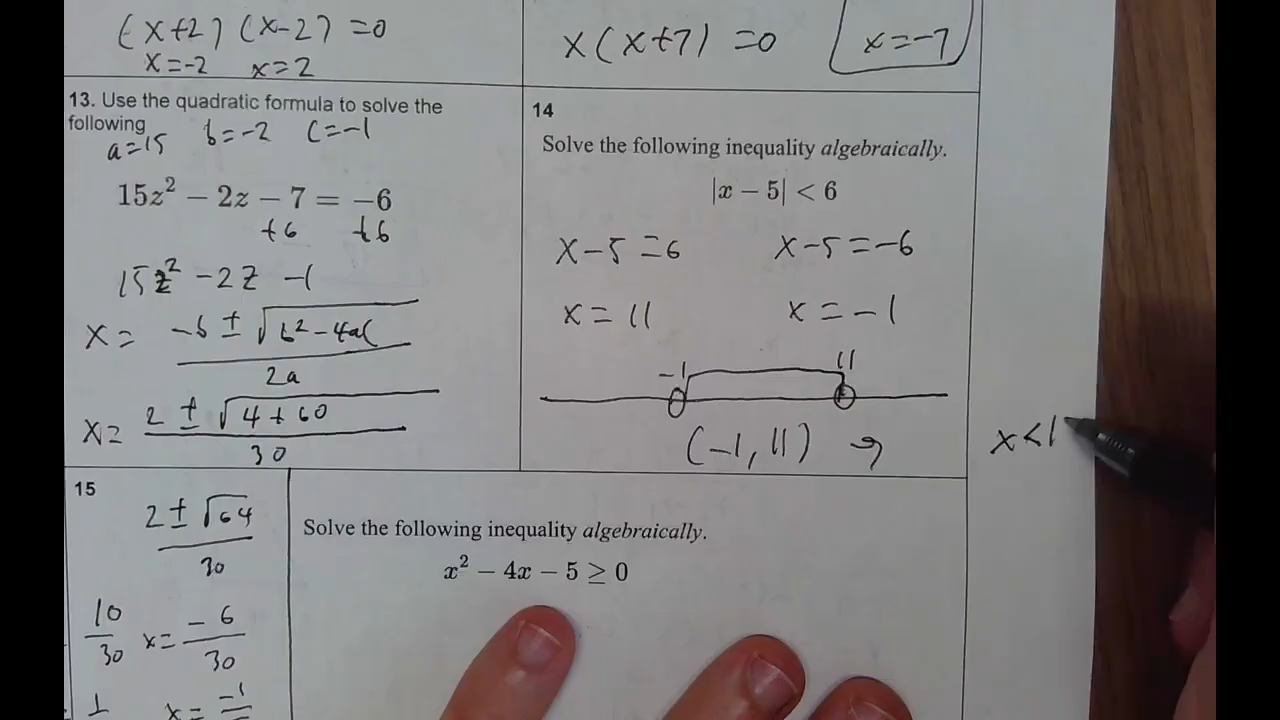 (x+2) (x-2) =0
x=-2 x=2
x(x+7) =0
x=-7
13. Use the quadratic formula to solve the
following
a=15 b=-2 c=-1
15z² − 2z − 7 = −6
+6 +6
15z² -2z -1
x= -b ± √b²-4ac
2a
x= 2 ± √4+60
30
14
Solve the following inequality algebraically.
|x − 5| < 6
x-5=6 x-5=-6
x = 11 x = -1
-1 11
(-1, 11)
x<1
15
2 ± √64
30
10
30
x= -6
30
1
x= -1
Solve the following inequality algebraically.
x² − 4x − 5 ≥ 0